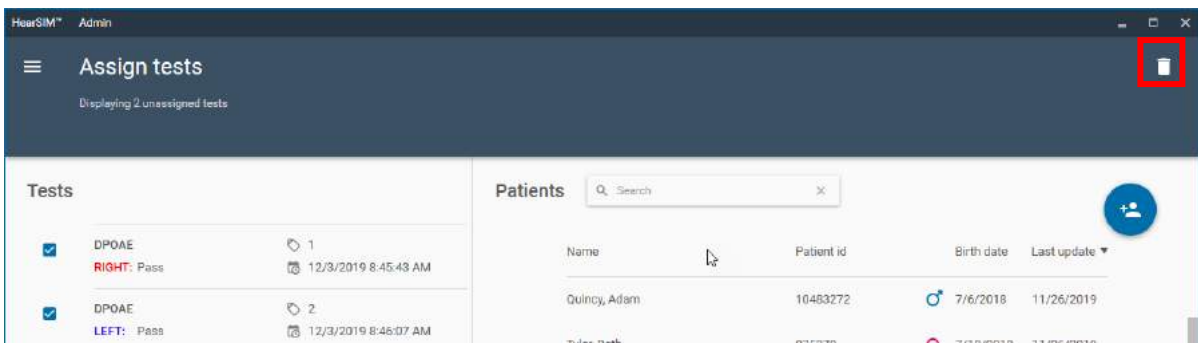 HearSIM™ Admin
Assign tests
Displaying 2 unassigned tests
Tests
Patients Search
DPOAE 1
RIGHT: Pass 12/3/2019 8:45:43 AM
DPOAE 2
LEFT: Pass 12/3/2019 8:46:07 AM
Name Patient id Birth date Last update
Quincy, Adam 10483272 7/6/2018 11/26/2019